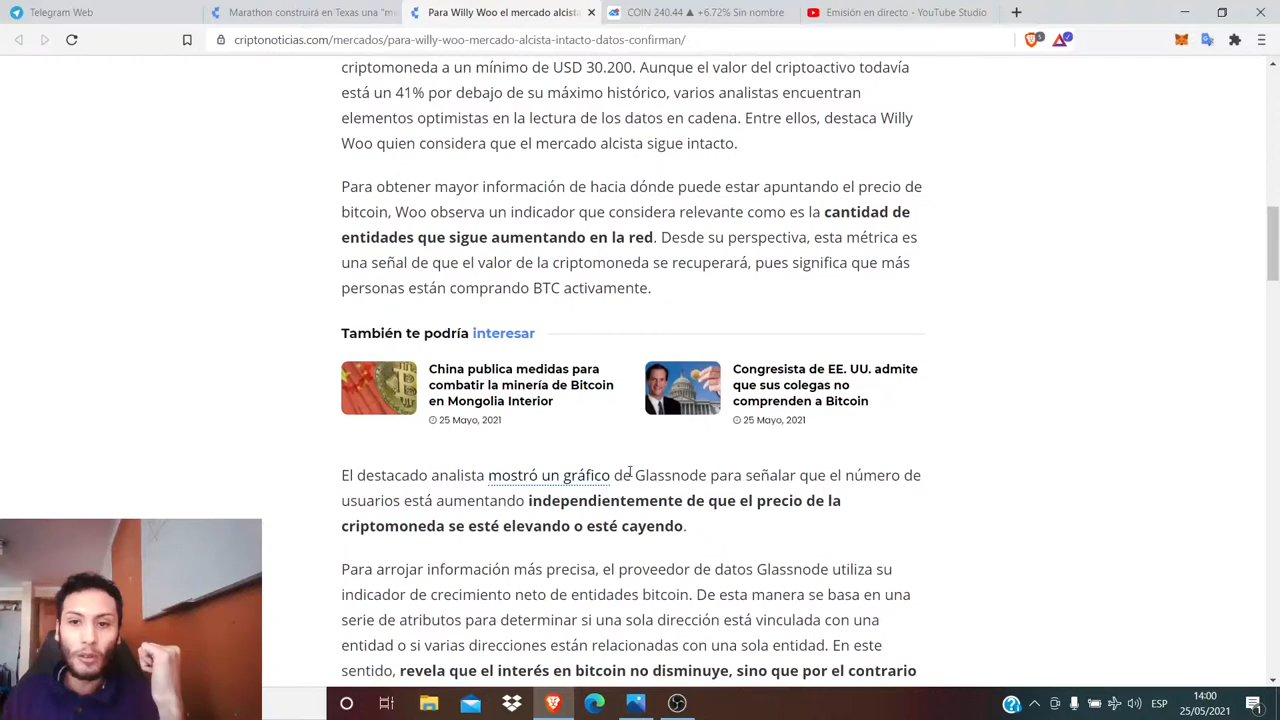 Telegram Web
Marathon construirá en Texas una "m
Para Willy Woo el mercado alcista
COIN 240.44 ▲ +6.72% Sin nombre
Emisión en directo - YouTube Studio
criptonoticias.com/mercados/para-willy-woo-mercado-alcista-intacto-datos-confirman/
criptomoneda a un mínimo de USD 30.200. Aunque el valor del criptoactivo todavía
está un 41% por debajo de su máximo histórico, varios analistas encuentran
elementos optimistas en la lectura de los datos en cadena. Entre ellos, destaca Willy
Woo quien considera que el mercado alcista sigue intacto.
Para obtener mayor información de hacia dónde puede estar apuntando el precio de
bitcoin, Woo observa un indicador que considera relevante como es la cantidad de
entidades que sigue aumentando en la red. Desde su perspectiva, esta métrica es
una señal de que el valor de la criptomoneda se recuperará, pues significa que más
personas están comprando BTC activamente.
También te podría interesar
China publica medidas para
combatir la minería de Bitcoin
en Mongolia Interior
25 Mayo, 2021
Congresista de EE. UU. admite
que sus colegas no
comprenden a Bitcoin
25 Mayo, 2021
El destacado analista mostró un gráfico de Glassnode para señalar que el número de
usuarios está aumentando independientemente de que el precio de la
criptomoneda se esté elevando o esté cayendo.
Para arrojar información más precisa, el proveedor de datos Glassnode utiliza su
indicador de crecimiento neto de entidades bitcoin. De esta manera se basa en una
serie de atributos para determinar si una sola dirección está vinculada con una
entidad o si varias direcciones están relacionadas con una sola entidad. En este
sentido, revela que el interés en bitcoin no disminuye, sino que por el contrario
ESP
14:00
25/05/2021